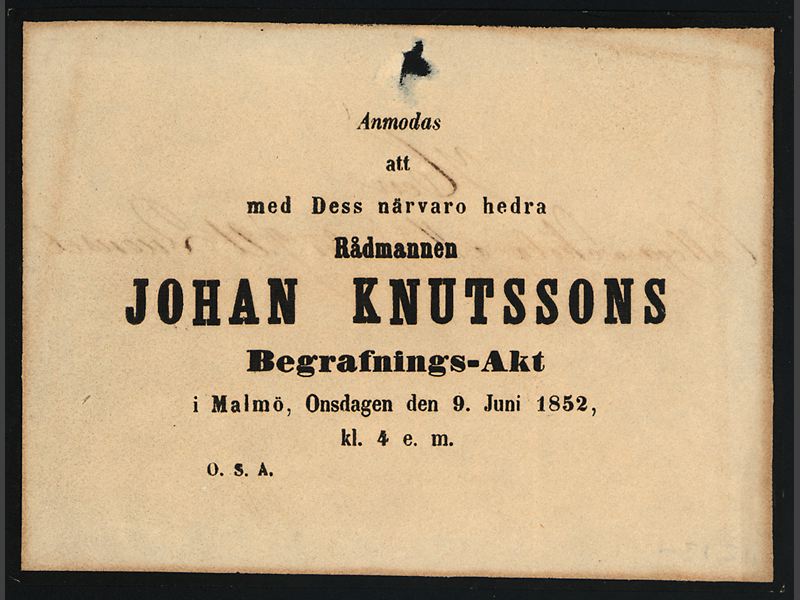 Anmodas
att
med Dess närvaro hedra
Rådmannen
JOHAN KNUTSSONS
Begrafnings-Akt
i Malmö, Onsdagen den 9. Juni 1852,
kl. 4 e. m.
O. S. A.